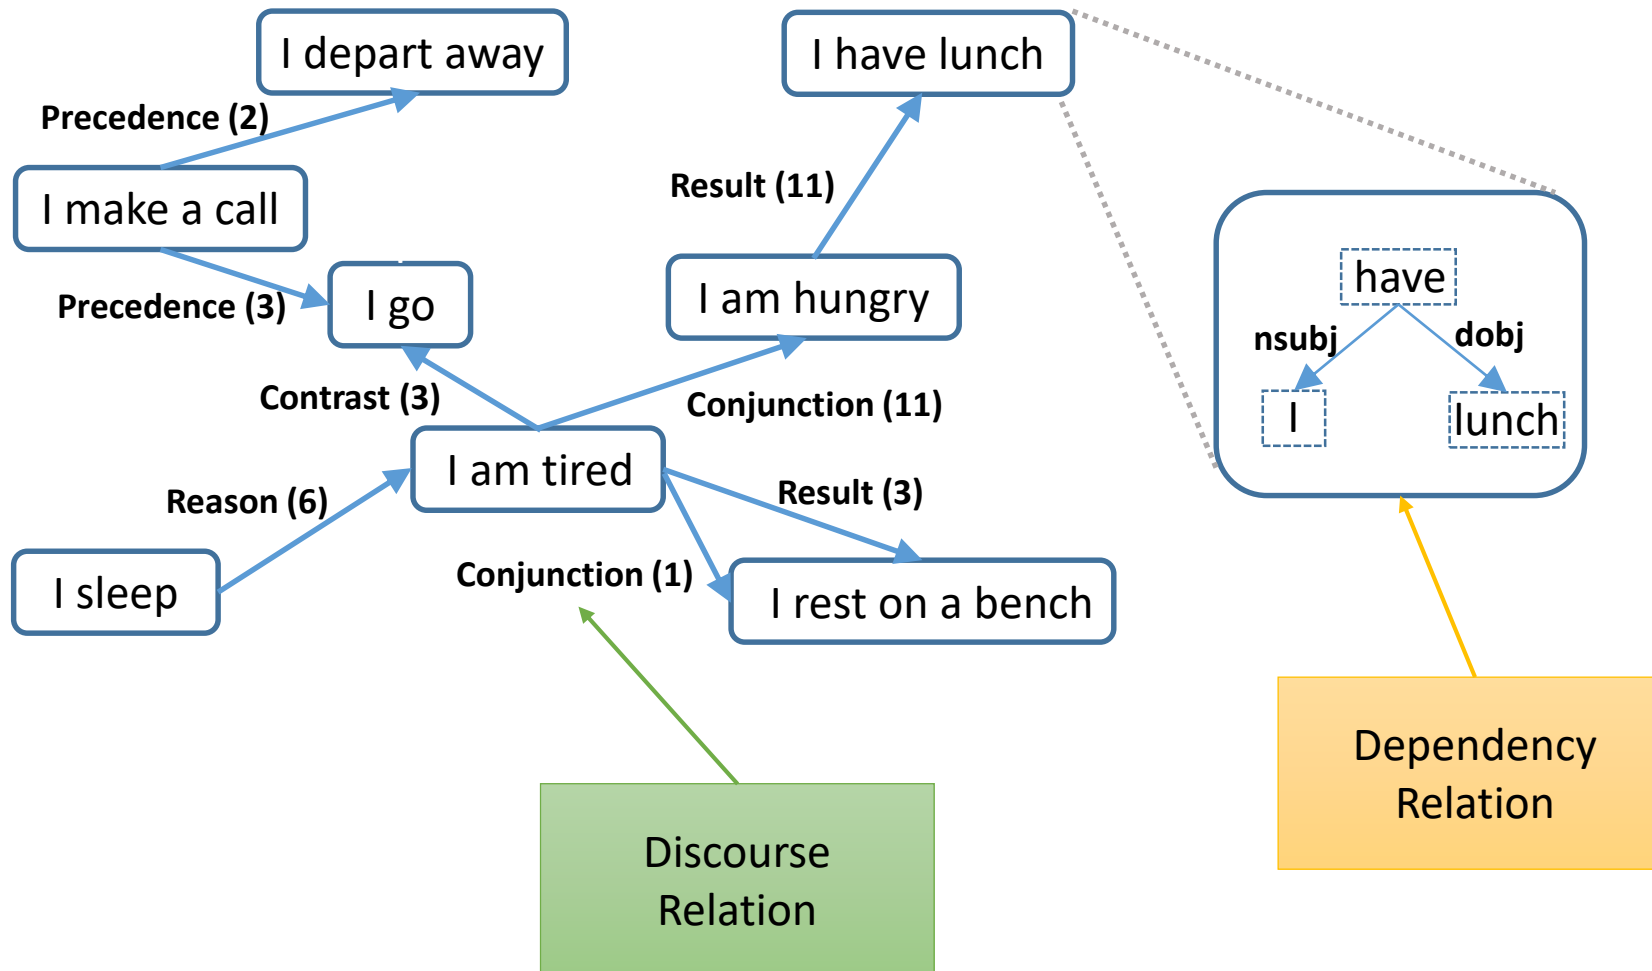 I depart away
I have lunch
Precedence (2)
I make a call
Result (11)
have
I am hungry
Precedence (3)
I go
nsubj
dobj
Contrast (3)
Conjunction (11)
I
lunch
I am tired
Reason (6)
Result (3)
Conjunction (1)
I sleep
I rest on a bench
Dependency
Relation
Discourse
Relation